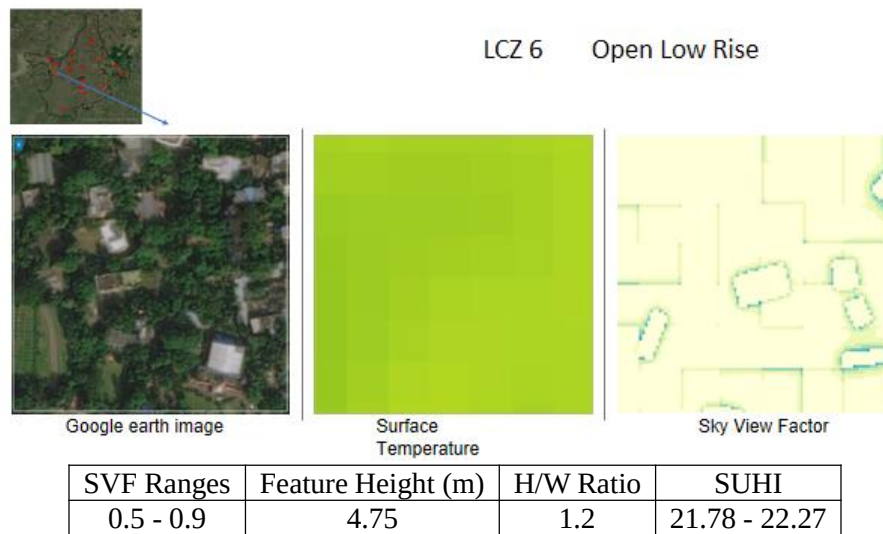 LCZ 6 Open Low Rise
Google earth image
Surface
Temperature
Sky View Factor
SVF Ranges Feature Height (m) H/W Ratio SUHI
0.5 - 0.9 4.75 1.2 21.78 - 22.27